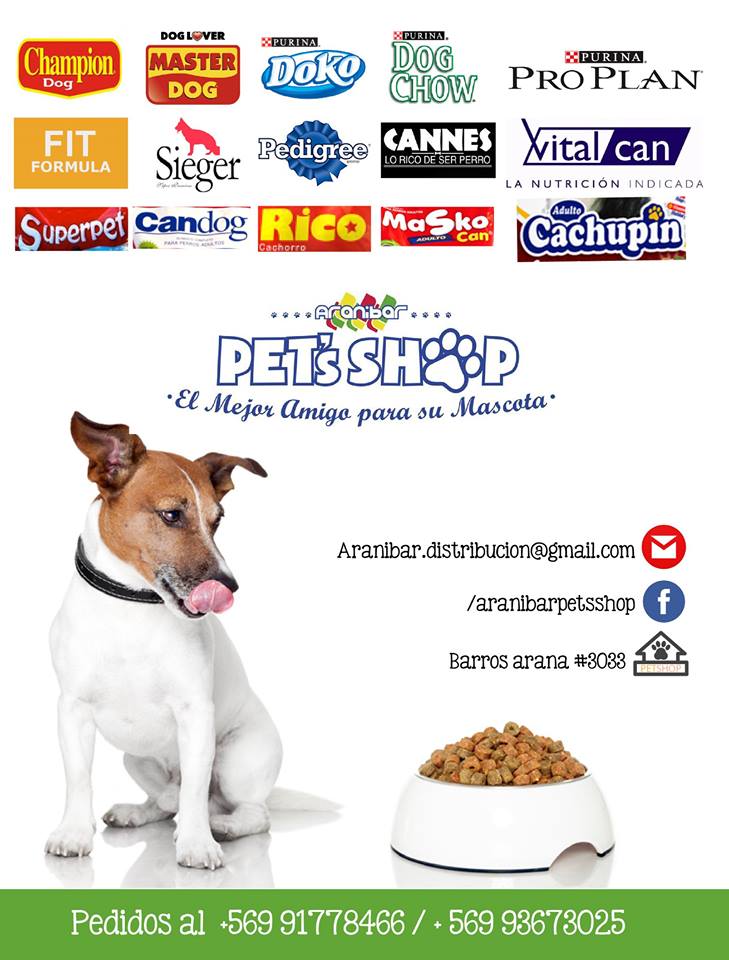 Champion
Dog
DOG LOVER
MASTER
DOG
PURINA
DOKO
PURINA
DOG
CHOW
PURINA
PRO PLAN
FIT
FORMULA
Sieger
Pedigree
CANNES
LO RICO DE SER PERRO
Vital can
LA NUTRICIÓN INDICADA
Superpet
Candog
PARA PERROS ADULTOS
Rico
Cachorro
MaSko
ADULTO Can
Adulto
Cachupin
Aranibar
PET'S SHOP
·El Mejor Amigo para su Mascota·
Aranibar.distribucion@gmail.com
/aranibarpetsshop
Barros arana #3033
PETSHOP
Pedidos al +569 91778466 / + 569 93673025